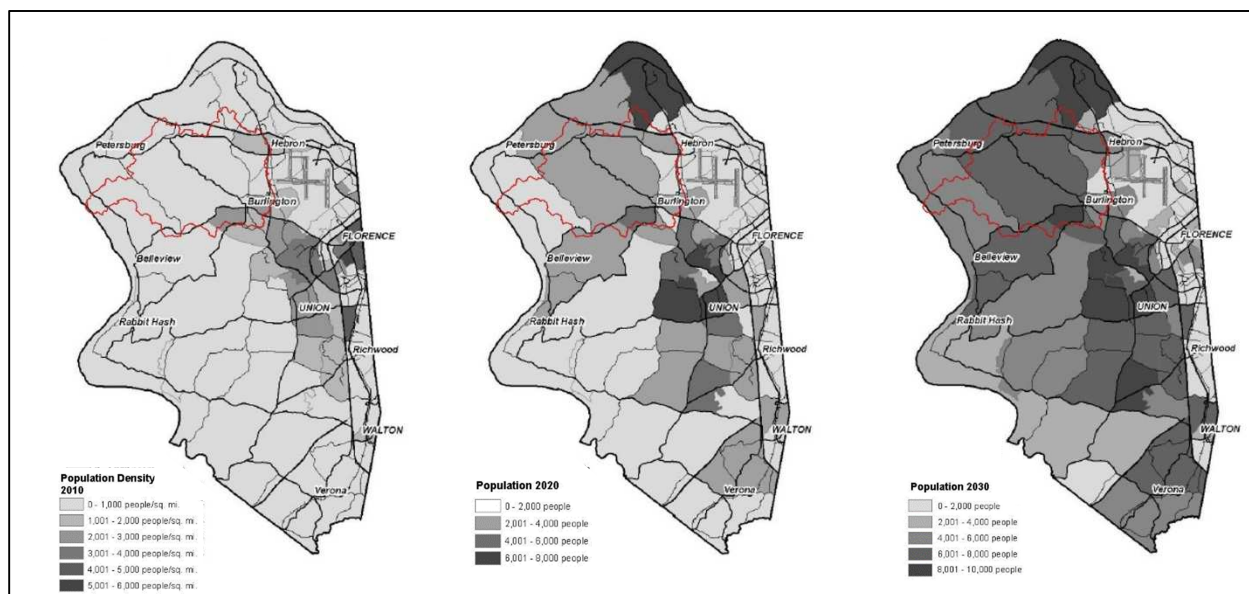 Petersburg
Hebron
Burlington
FLORENCE
Belleview
UNION
Rabbit Hash
Richwood
WALTON
Verona
Population Density
2010
0 - 1,000 people/sq. mi.
1,001 - 2,000 people/sq. mi.
2,001 - 3,000 people/sq. mi.
3,001 - 4,000 people/sq. mi.
4,001 - 5,000 people/sq. mi.
5,001 - 6,000 people/sq. mi.
Petersburg
Hebron
Burlington
FLORENCE
Belleview
UNION
Rabbit Hash
Richwood
WALTON
Verona
Population 2020
0 - 2,000 people
2,001 - 4,000 people
4,001 - 6,000 people
6,001 - 8,000 people
Petersburg
Hebron
Burlington
FLORENCE
Belleview
UNION
Rabbit Hash
Richwood
WALTON
Verona
Population 2030
0 - 2,000 people
2,001 - 4,000 people
4,001 - 6,000 people
6,001 - 8,000 people
8,001 - 10,000 people